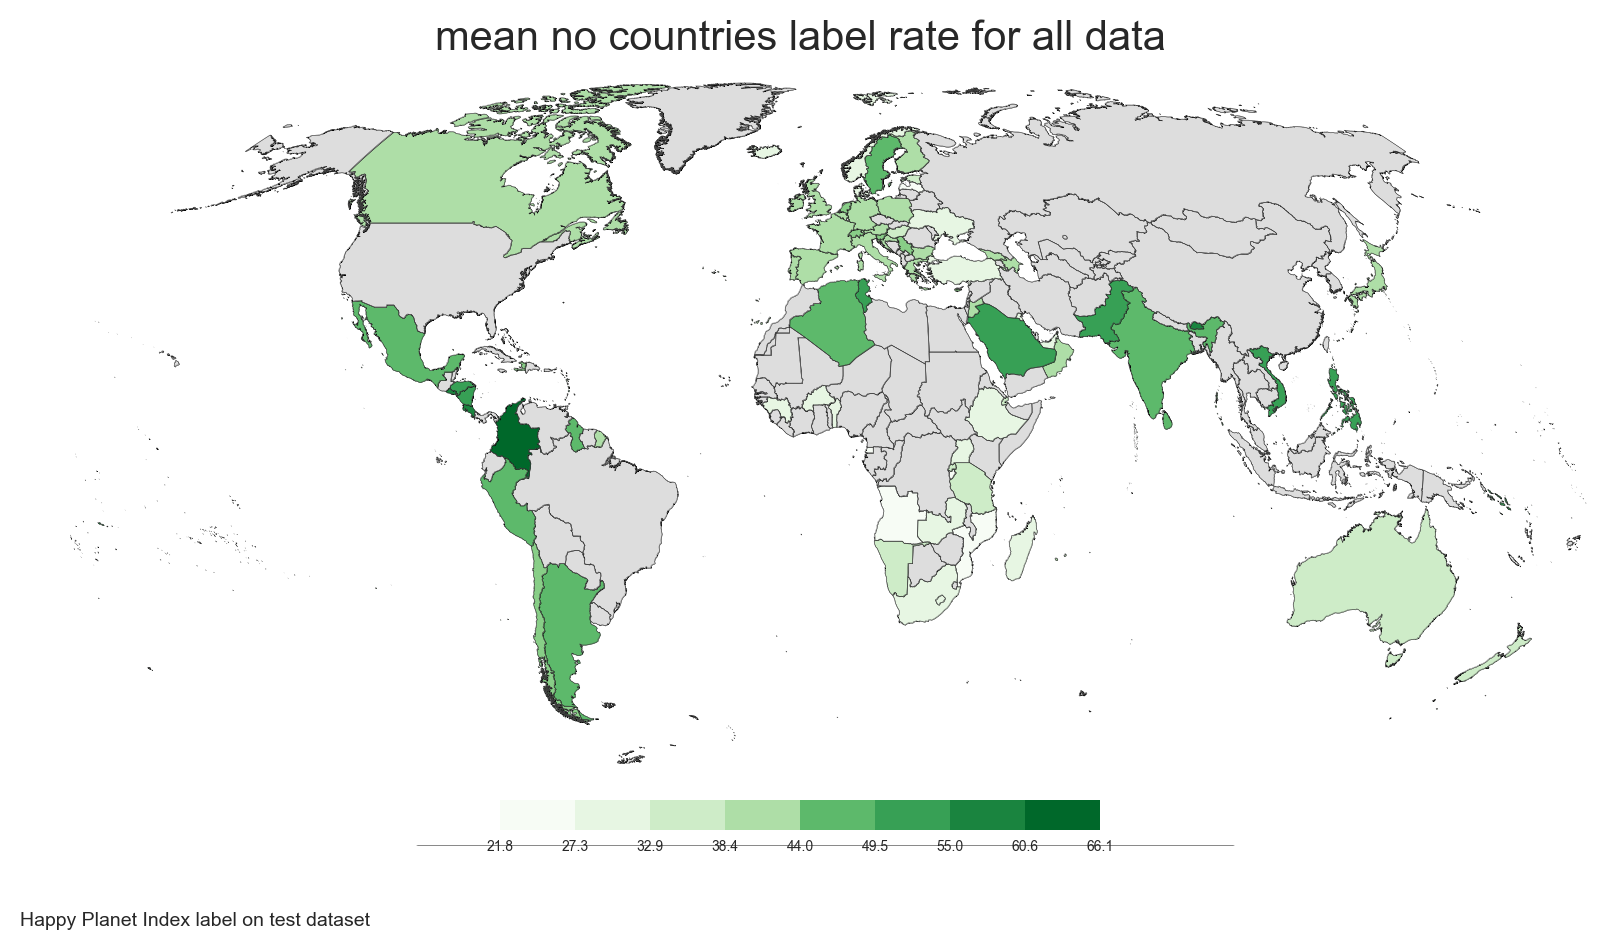 mean no countries label rate for all data
21.8 27.3 32.9 38.4 44.0 49.5 55.0 60.6 66.1
Happy Planet Index label on test dataset